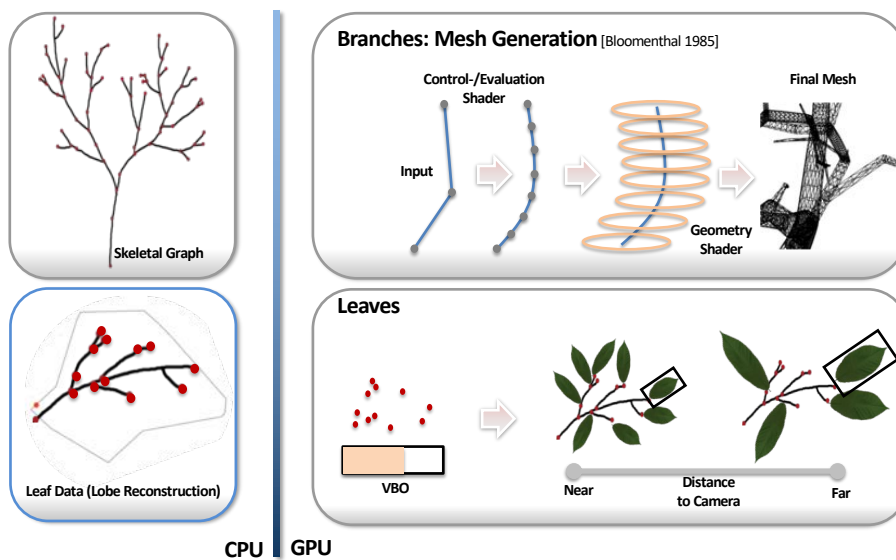 Skeletal Graph
Leaf Data (Lobe Reconstruction)
CPU
GPU
Branches: Mesh Generation [Bloomenthal 1985]
Control-/Evaluation
Shader
Input
Geometry
Shader
Final Mesh
Leaves
VBO
Near
Distance
to Camera
Far